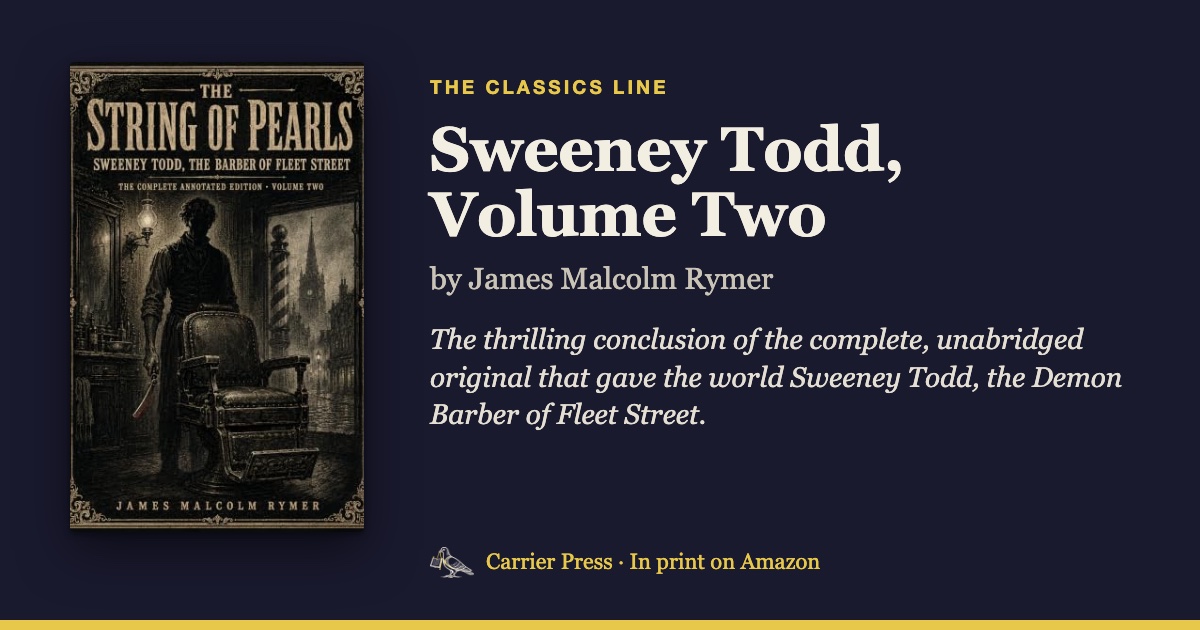 THE
STRING OF PEARLS
SWEENEY TODD, THE BARBER OF FLEET STREET
THE COMPLETE ANNOTATED EDITION · VOLUME TWO
JAMES MALCOLM RYMER
THE CLASSICS LINE
Sweeney Todd,
Volume Two
by James Malcolm Rymer
The thrilling conclusion of the complete, unabridged
original that gave the world Sweeney Todd, the Demon
Barber of Fleet Street.
Carrier Press · In print on Amazon